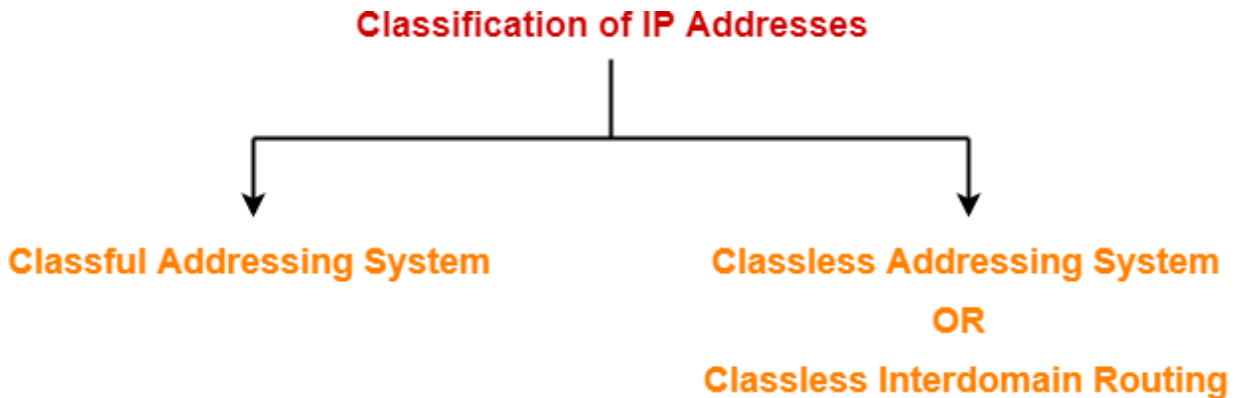 Classification of IP Addresses
Classful Addressing System
Classless Addressing System
OR
Classless Interdomain Routing